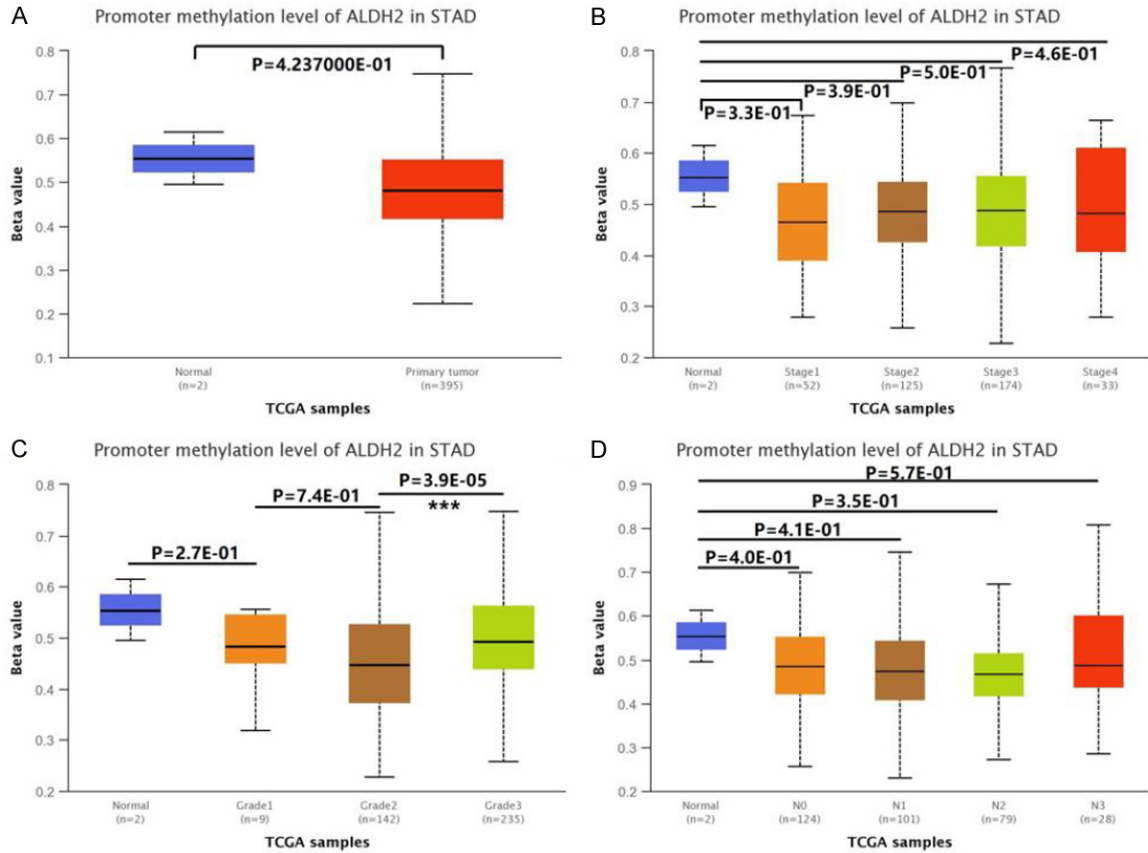 A
Promoter methylation level of ALDH2 in STAD
P=4.237000E-01
Beta value
0.8
0.7
0.6
0.5
0.4
0.3
0.2
0.1
Normal
(n=2)
Primary tumor
(n=395)
TCGA samples
B
Promoter methylation level of ALDH2 in STAD
P=4.6E-01
P=5.0E-01
P=3.9E-01
P=3.3E-01
Beta value
0.8
0.7
0.6
0.5
0.4
0.3
0.2
Normal
(n=2)
Stage1
(n=52)
Stage2
(n=125)
Stage3
(n=174)
Stage4
(n=33)
TCGA samples
C
Promoter methylation level of ALDH2 in STAD
P=3.9E-05
***
P=7.4E-01
P=2.7E-01
Beta value
0.8
0.7
0.6
0.5
0.4
0.3
0.2
Normal
(n=2)
Grade1
(n=9)
Grade2
(n=142)
Grade3
(n=235)
TCGA samples
D
Promoter methylation level of ALDH2 in STAD
P=5.7E-01
P=3.5E-01
P=4.1E-01
P=4.0E-01
Beta value
0.9
0.8
0.7
0.6
0.5
0.4
0.3
0.2
Normal
(n=2)
N0
(n=124)
N1
(n=101)
N2
(n=79)
N3
(n=28)
TCGA samples